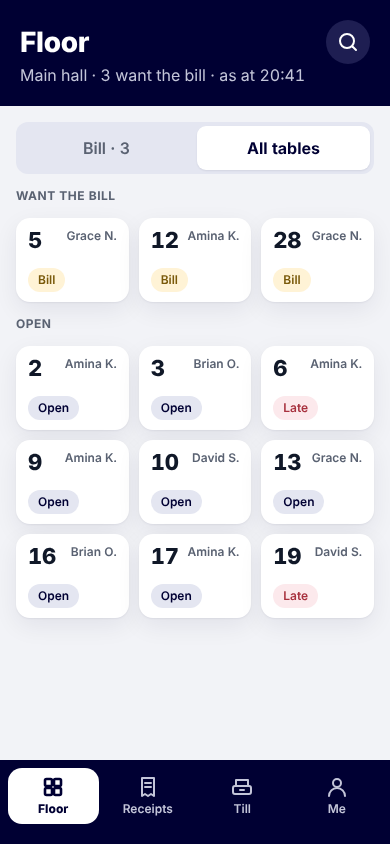 Floor
Main hall · 3 want the bill · as at 20:41
Bill · 3
All tables
WANT THE BILL
5 Grace N.
Bill
12 Amina K.
Bill
28 Grace N.
Bill
OPEN
2 Amina K.
Open
3 Brian O.
Open
6 Amina K.
Late
9 Amina K.
Open
10 David S.
Open
13 Grace N.
Open
16 Brian O.
Open
17 Amina K.
Open
19 David S.
Late
Floor
Receipts
Till
Me